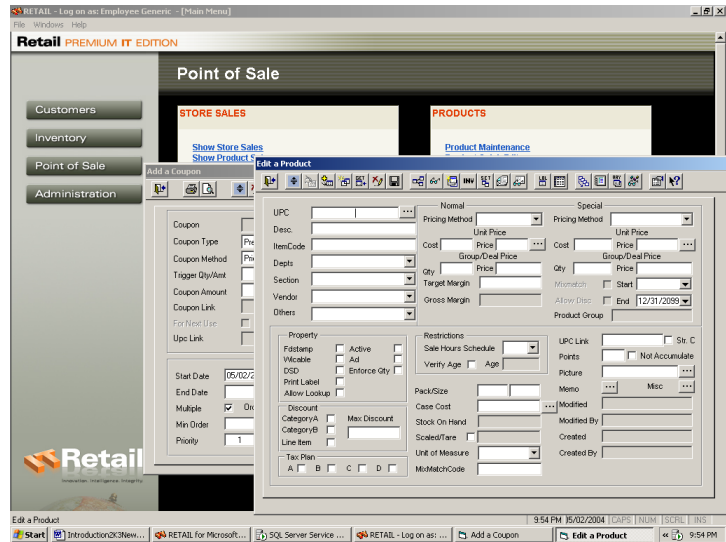 RETAIL - Log on as: Employee Generic - [Main Menu]
File Windows Help
Retail PREMIUM IT EDITION
Point of Sale
Customers
Inventory
Point of Sale
Administration
STORE SALES
Show Store Sales
Show Product S
PRODUCTS
Product Maintenance
Add a Coupon
Coupon
Coupon Type Pre
Coupon Method Pri
Trigger Qty/Amt
Coupon Amount
Coupon Link
For Next Use
Upc Link
Start Date 05/02/2
End Date
Multiple Ord
Min Order
Priority 1
Edit a Product
INV
UPC
Desc.
ItemCode
Depts
Section
Vendor
Others
Normal
Pricing Method
Unit Price
Cost Price
Group/Deal Price
Qty Price
Target Margin
Gross Margin
Special
Pricing Method
Unit Price
Cost Price
Group/Deal Price
Qty Price
Mixmatch Start
Allow Disc End 12/31/2099
Product Group
Property
Fdstamp Active
WIcable Ad
DSD Enforce Qty
Print Label
Allow Lookup
Discount
CategoryA Max Discount
CategoryB
Line Item
Tax Plan
A B C D
Restrictions
Sale Hours Schedule
Verify Age Age
Pack/Size
Case Cost
Stock On Hand
Scaled/Tare
Unit of Measure
MixMatchCode
UPC Link Str. C
Points Not Accumulate
Picture
Memo Misc
Modified
Modified By
Created
Created By
Retail
Innovation. Intelligence. Integrity
Edit a Product
9:54 PM 05/02/2004 CAPS NUM SCRL INS
Start Introduction2K3New... RETAIL for Microsoft... SQL Server Service ... RETAIL - Log on as: ... Add a Coupon Edit a Product 9:54 PM